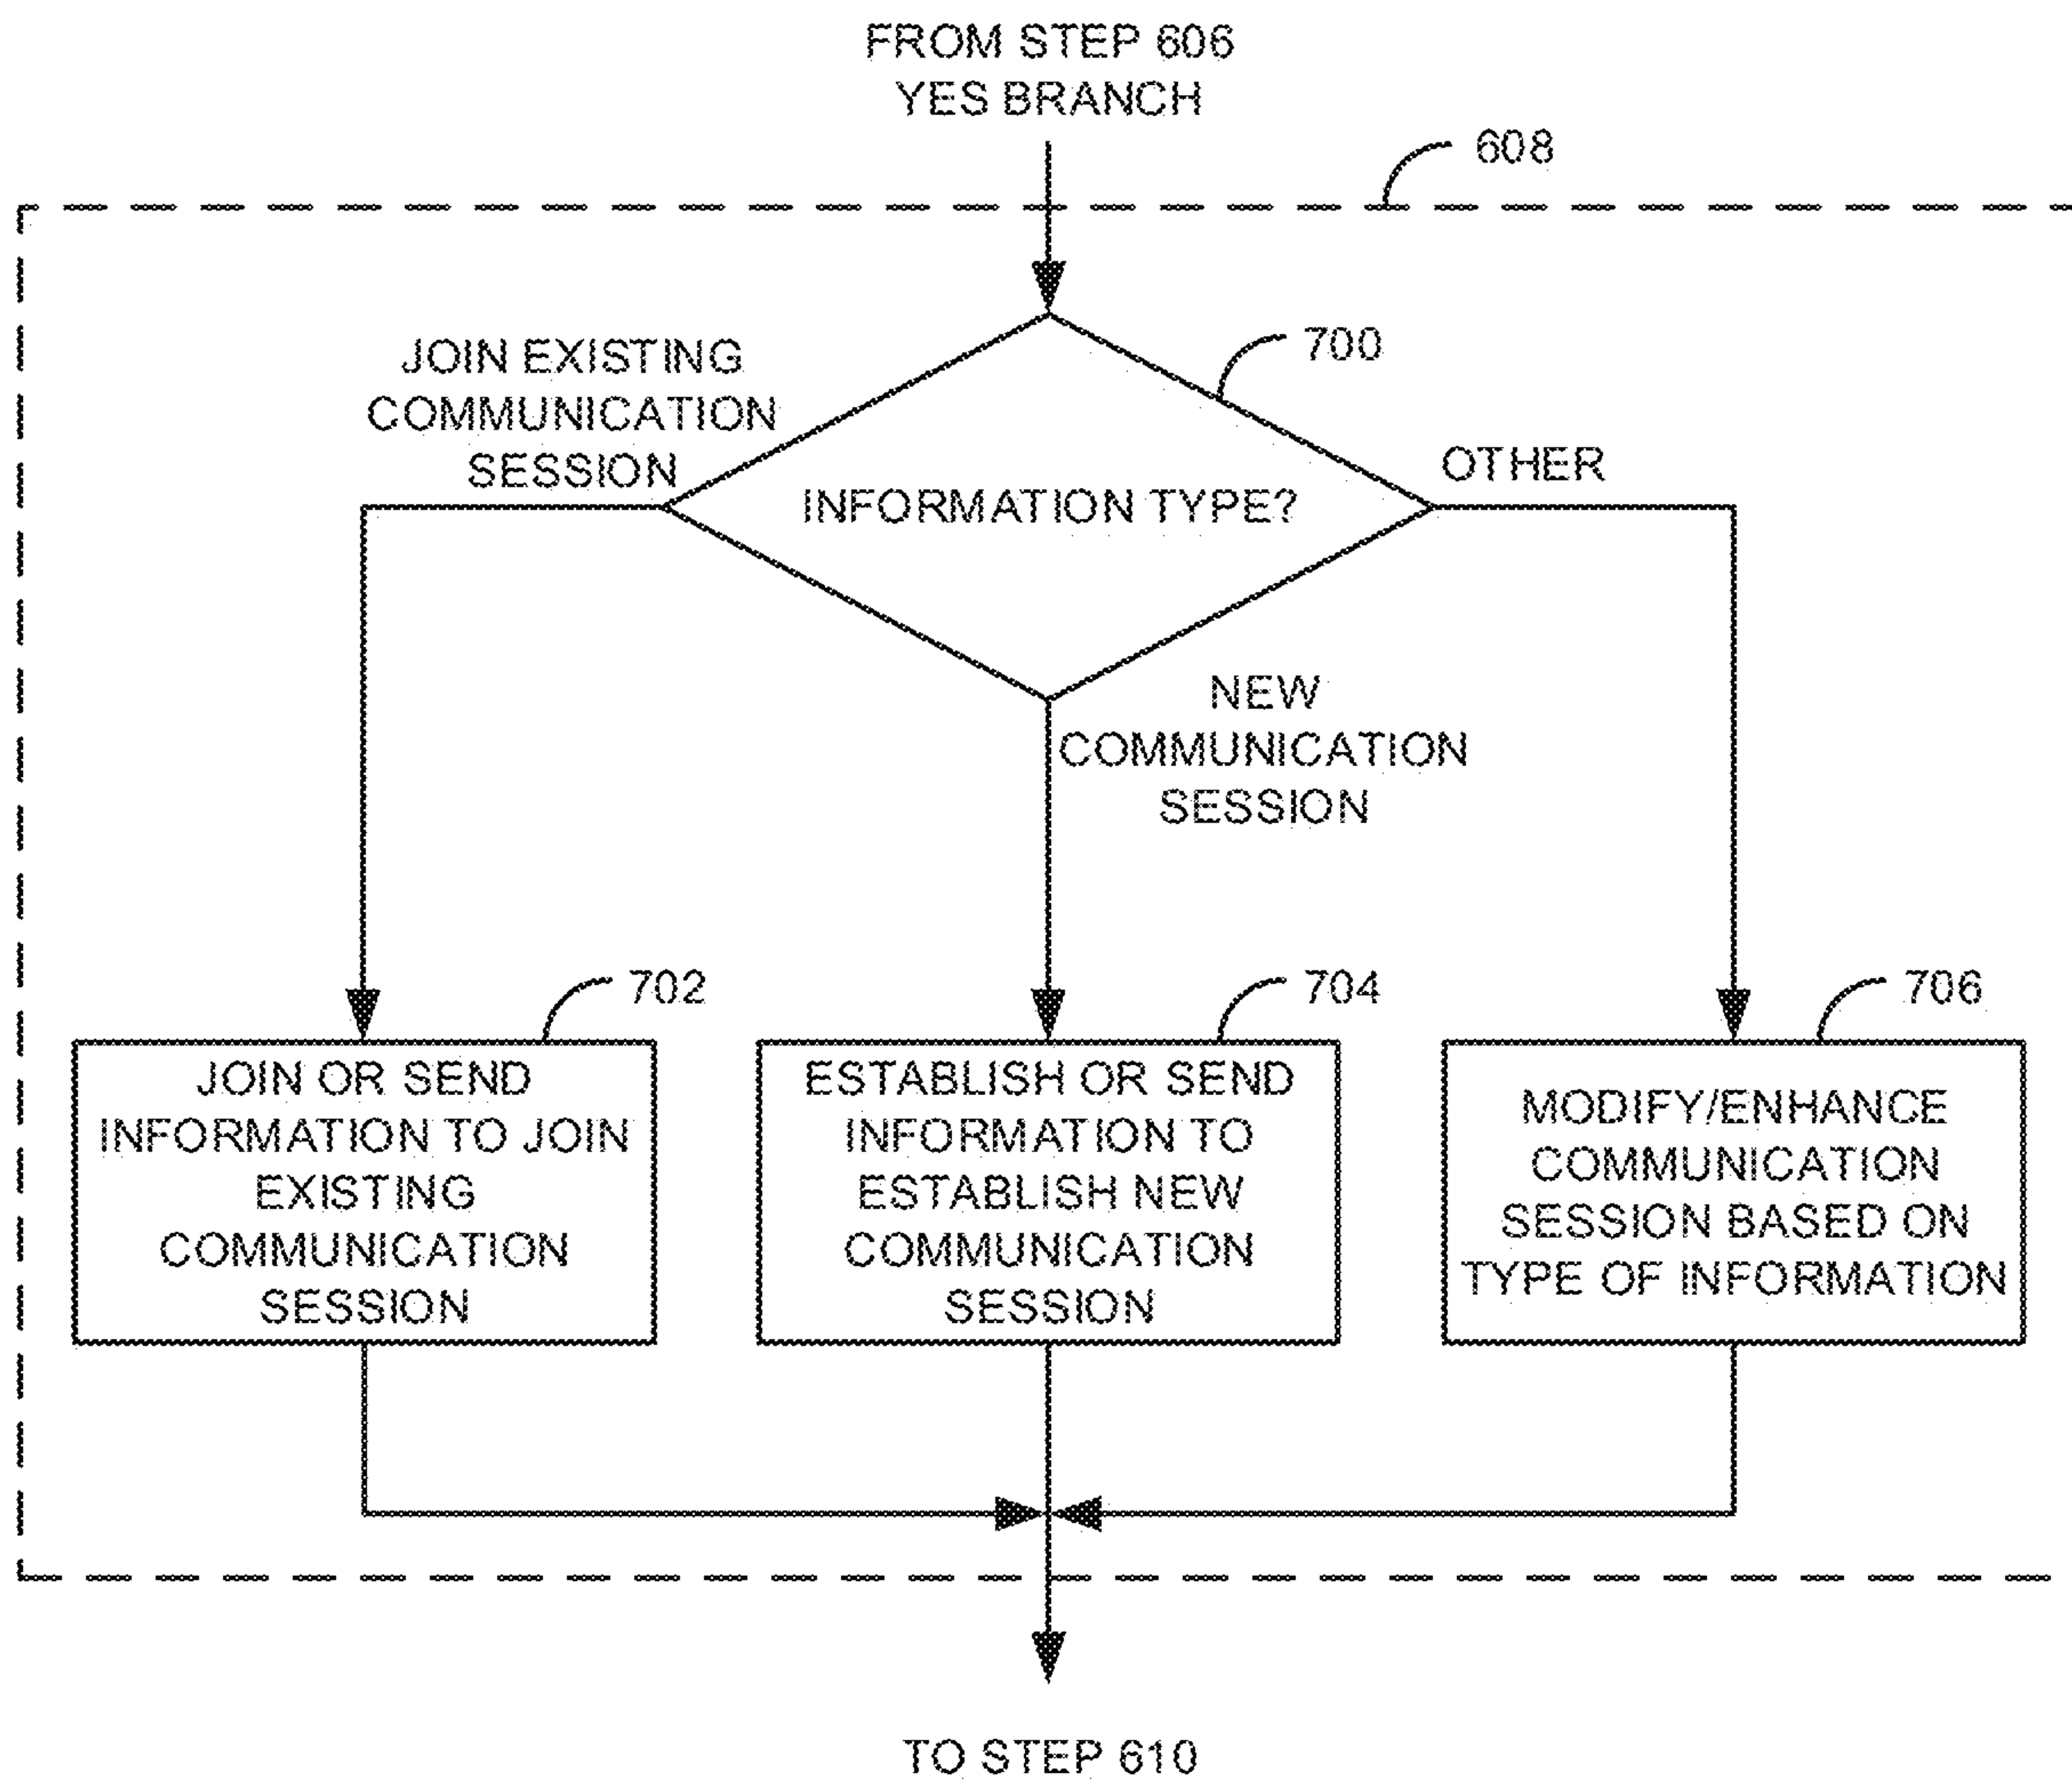 FROM STEP 606
YES BRANCH
608
700
JOIN EXISTING
COMMUNICATION
SESSION
OTHER
INFORMATION TYPE?
NEW
COMMUNICATION
SESSION
702
704
706
JOIN OR SEND
INFORMATION TO JOIN
EXISTING
COMMUNICATION
SESSION
ESTABLISH OR SEND
INFORMATION TO
ESTABLISH NEW
COMMUNICATION
SESSION
MODIFY/ENHANCE
COMMUNICATION
SESSION BASED ON
TYPE OF INFORMATION
TO STEP 610